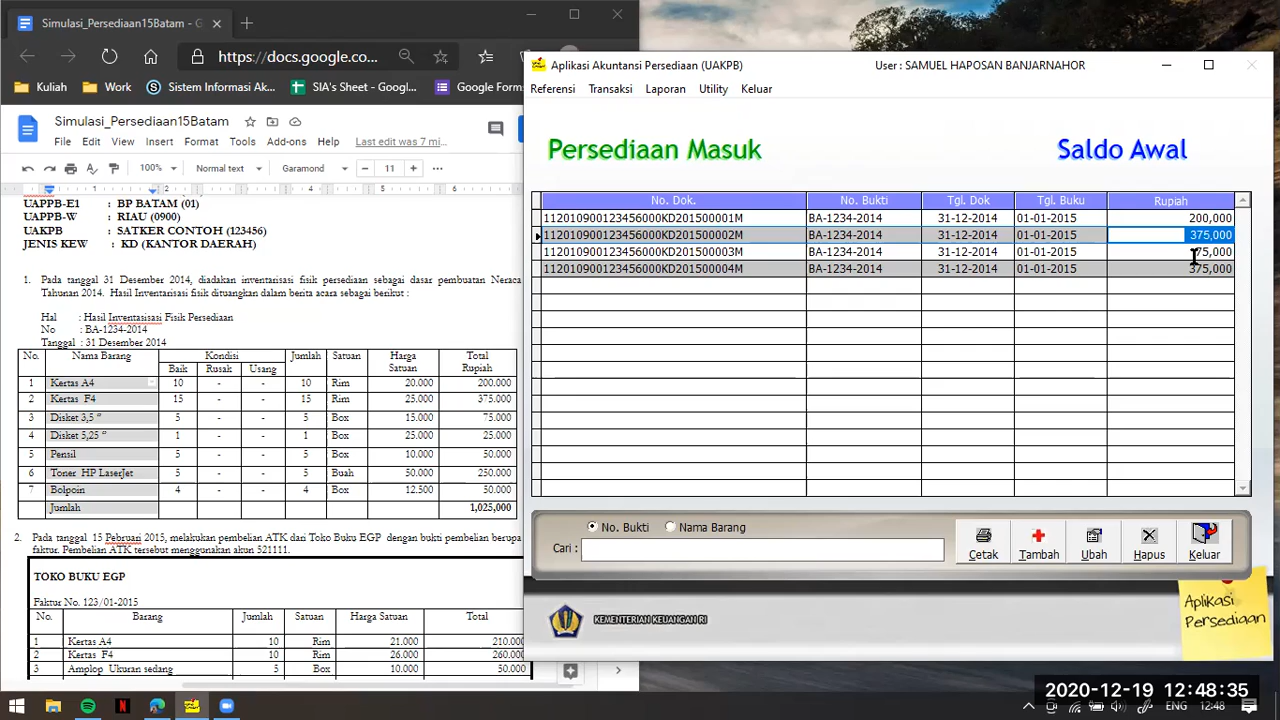 Simulasi_Persediaan15Batam - G
https://docs.google.co...
Kuliah
Work
Sistem Informasi Ak...
SIA's Sheet - Googl...
Google Form
Simulasi_Persediaan15Batam
File Edit View Insert Format Tools Add-ons Help Last edit was 7 mi...
150% Normal text Garamond 11
1 2 3 4 5 6
UAPPB-E1 : BP BATAM (01)
UAPPB-W : RIAU (0900)
UAKPB : SATKER CONTOH (123456)
JENIS KEW : KD (KANTOR DAERAH)
1. Pada tanggal 31 Desember 2014, diadakan inventarisasi fisik persediaan sebagai dasar pembuatan Neraca
Tahunan 2014. Hasil Inventarisasi fisik dituangkan dalam berita acara sebagai berikut :
Hal : Hasil Inventasisasi Fisik Persediaan
No : BA-1234-2014
Tanggal : 31 Desember 2014
No. Nama Barang Kondisi Jumlah Satuan Harga Satuan Total Rupiah
Baik Rusak Usang
1 Kertas A4 10 - - 10 Rim 20.000 200.000
2 Kertas F4 15 - - 15 Rim 25.000 375.000
3 Disket 3,5 " 5 - - 5 Box 15.000 75.000
4 Disket 5,25 " 1 - - 1 Box 25.000 25.000
5 Pensil 5 - - 5 Box 10.000 50.000
6 Toner HP LaserJet 5 - - 5 Buah 50.000 250.000
7 Bolpoin 4 - - 4 Box 12.500 50.000
Jumlah 1,025,000
2. Pada tanggal 15 Pebruari 2015, melakukan pembelian ATK dari Toko Buku EGP dengan bukti pembelian berupa
faktur. Pembelian ATK tersebut menggunakan akun 521111.
TOKO BUKU EGP
Faktur No. 123/01-2015
No. Barang Jumlah Satuan Harga Satuan Total
1 Kertas A4 10 Rim 21.000 210.000
2 Kertas F4 10 Rim 26.000 260.000
3 Amplop Ukuran sedang 5 Box 10.000 50.000
Aplikasi Akuntansi Persediaan (UAKPB) User : SAMUEL HAPOSAN BANJARNAHOR
Referensi Transaksi Laporan Utility Keluar
Persediaan Masuk Saldo Awal
No. Dok. No. Bukti Tgl. Dok Tgl. Buku Rupiah
112010900123456000KD201500001M BA-1234-2014 31-12-2014 01-01-2015 200,000
112010900123456000KD201500002M BA-1234-2014 31-12-2014 01-01-2015 375,000
112010900123456000KD201500003M BA-1234-2014 31-12-2014 01-01-2015 75,000
112010900123456000KD201500004M BA-1234-2014 31-12-2014 01-01-2015 375,000
No. Bukti Nama Barang
Cari :
Cetak Tambah Ubah Hapus Keluar
KEMENTERIAN KEUANGAN RI
Aplikasi
Persediaan
2020-12-19 12:48:35
ENG 12:48